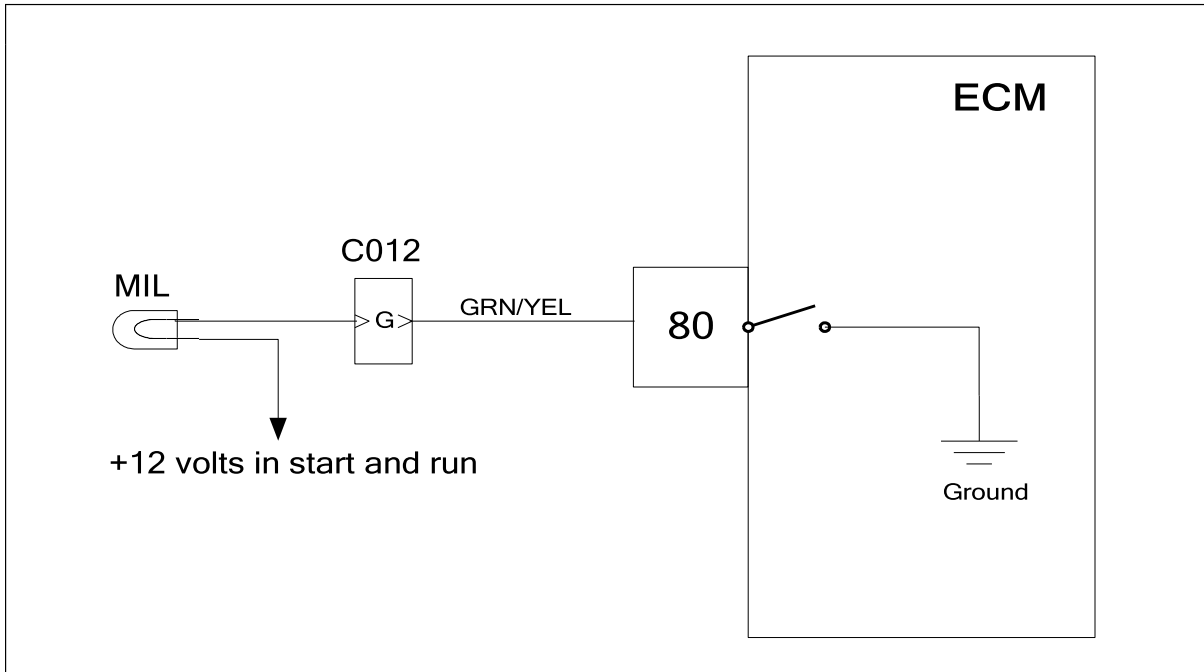 ECM
C012
MIL
G
GRN/YEL
80
+12 volts in start and run
Ground